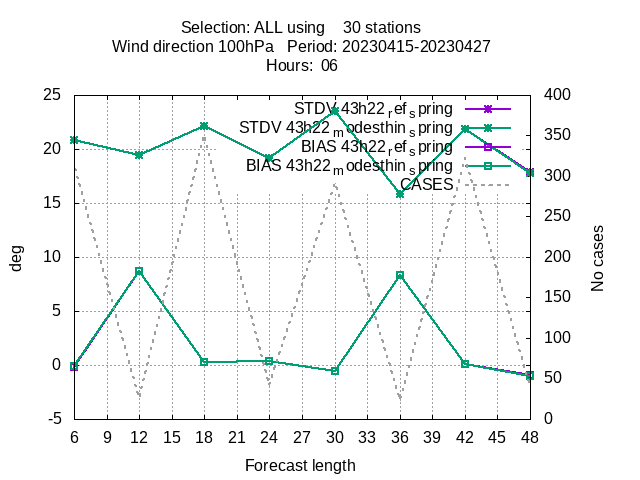 Selection: ALL using    30 stations
Wind direction 100hPa   Period: 20230415-20230427
Hours:  06
STDV 43h22_ref_spring
STDV 43h22_modesthin_spring
BIAS 43h22_ref_spring
BIAS 43h22_modesthin_spring
CASES
25
20
15
10
5
0
-5
deg
400
350
300
250
200
150
100
50
0
No cases
6 9 12 15 18 21 24 27 30 33 36 39 42 45 48
Forecast length